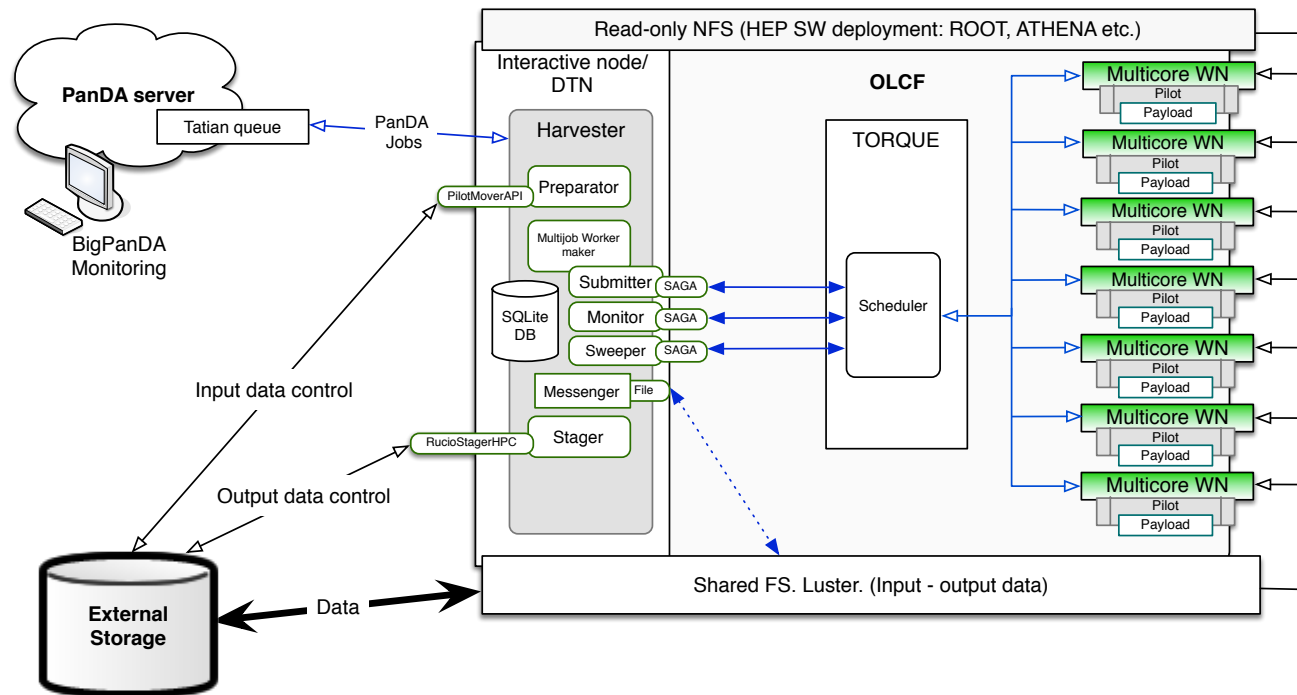 Read-only NFS (HEP SW deployment: ROOT, ATHENA etc.)
PanDA server
Tatian queue
BigPanDA
Monitoring
PanDA
Jobs
Interactive node/
DTN
Harvester
PilotMoverAPI
Preparator
Multijob Worker
maker
Submitter
SAGA
SQLite
DB
Monitor
SAGA
Sweeper
SAGA
Messenger
File
RucioStagerHPC
Stager
Input data control
Output data control
External
Storage
Data
OLCF
TORQUE
Scheduler
Multicore WN
Pilot
Payload
Multicore WN
Pilot
Payload
Multicore WN
Pilot
Payload
Multicore WN
Pilot
Payload
Multicore WN
Pilot
Payload
Multicore WN
Pilot
Payload
Multicore WN
Pilot
Payload
Shared FS. Luster. (Input - output data)